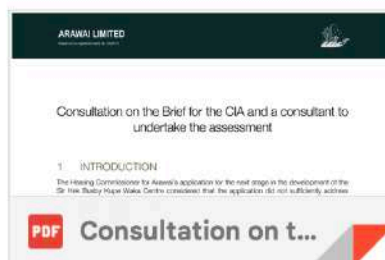 ARAWAI LIMITED
Consultation on the Brief for the CIA and a consultant to
undertake the assessment
1 INTRODUCTION
The Hearing Commissioner for Arawai's application for the next stage in the development of the
Sir Hek Busby Kupe Waka Centre considered that the application did not sufficiently address
PDF Consultation on t...